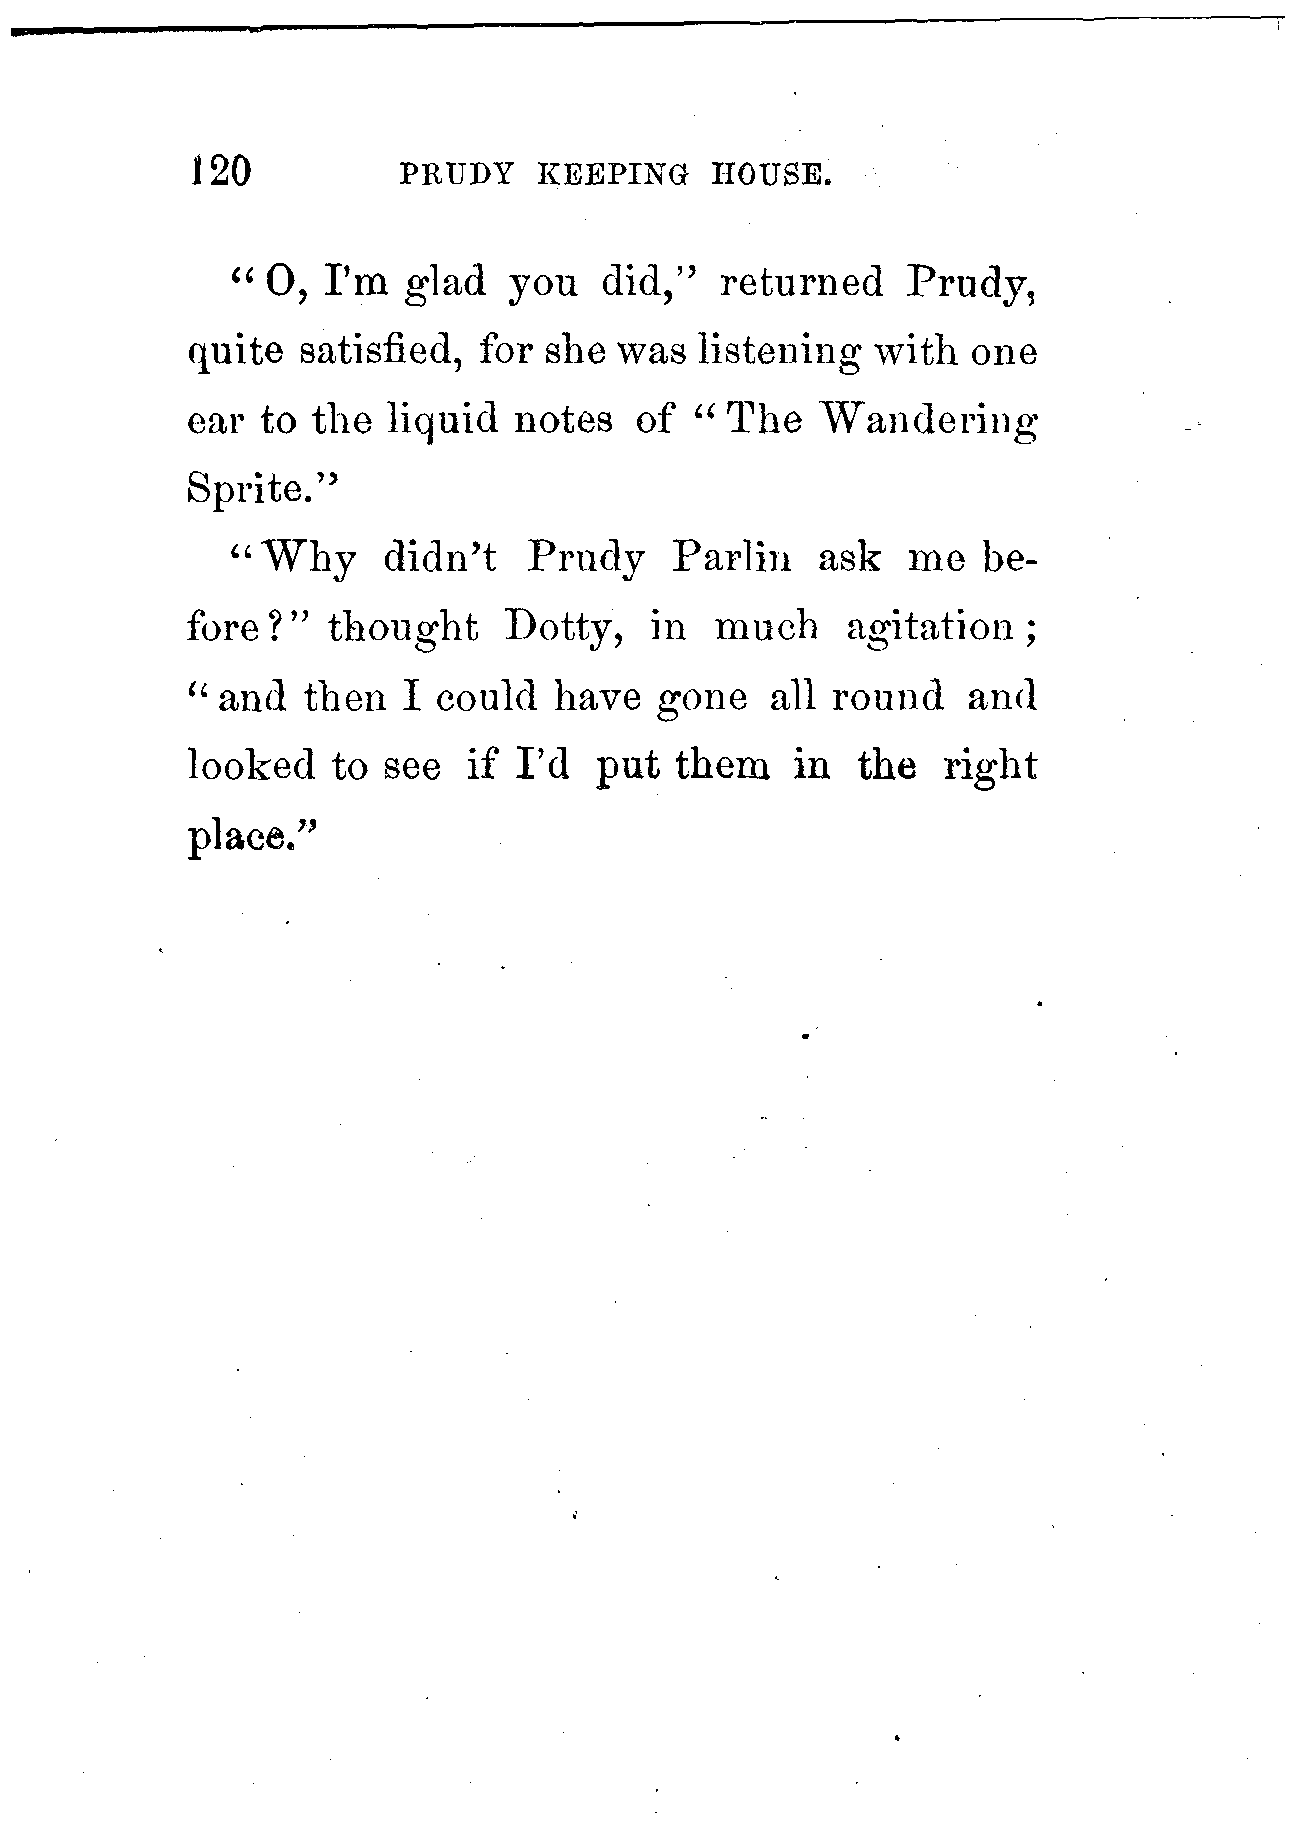 120 PRUDY KEEPING HOUSE.
“O, I'm glad you did,” returned Prudy,
quite satisfied, for she was listening with one
ear to the liquid notes of “The Wandering
Sprite.”
“Why didn't Prudy Parlin ask me be-
fore?” thought Dotty, in much agitation;
“and then I could have gone all round and
looked to see if I'd put them in the right
place.”